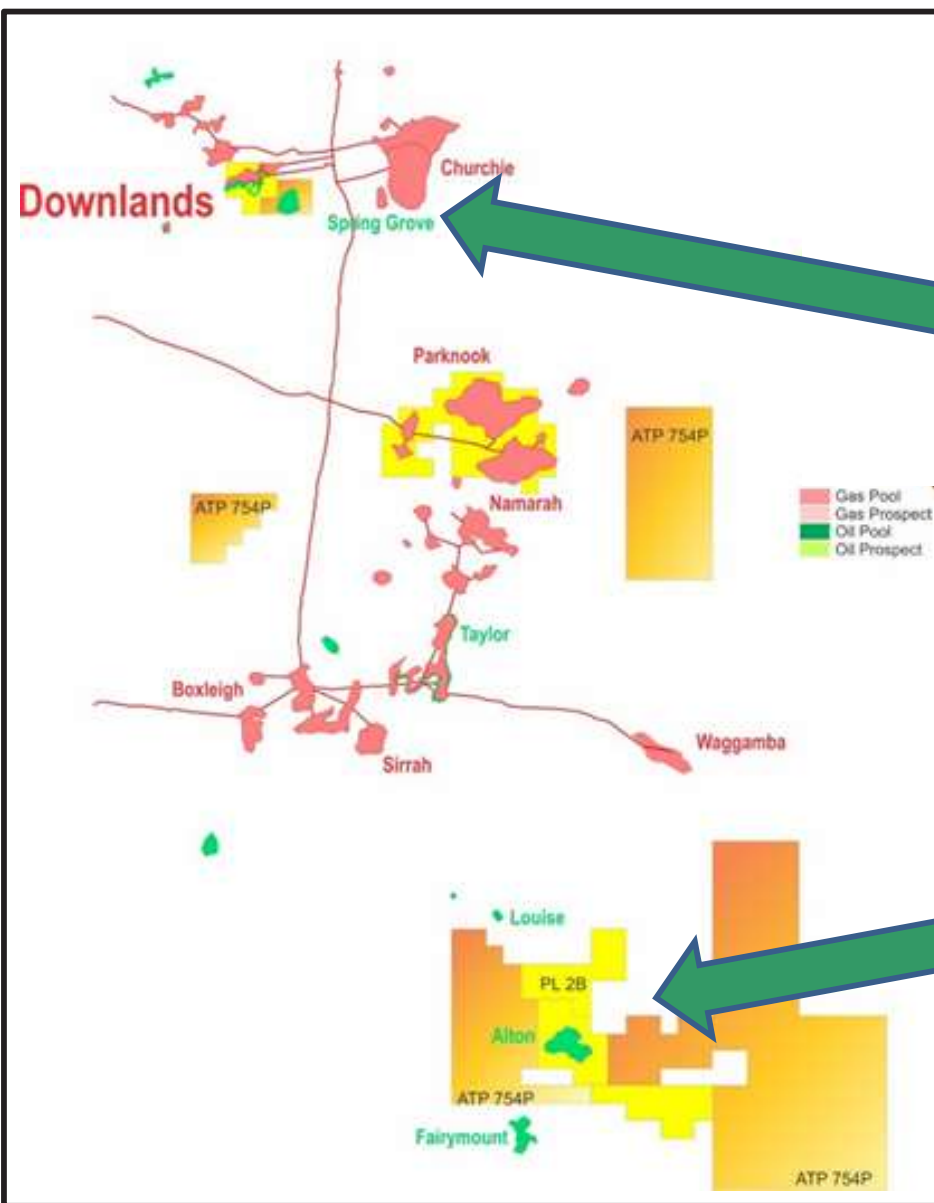 Churchie
Downlands
Spring Grove
Parknook
ATP 754P
Gas Pool
Gas Prospect
Oil Pool
Oil Prospect
ATP 754P
Namarah
Taylor
Boxleigh
Sirrah
Waggamba
Louise
PL 2B
Alton
ATP 754P
Fairymount
ATP 754P